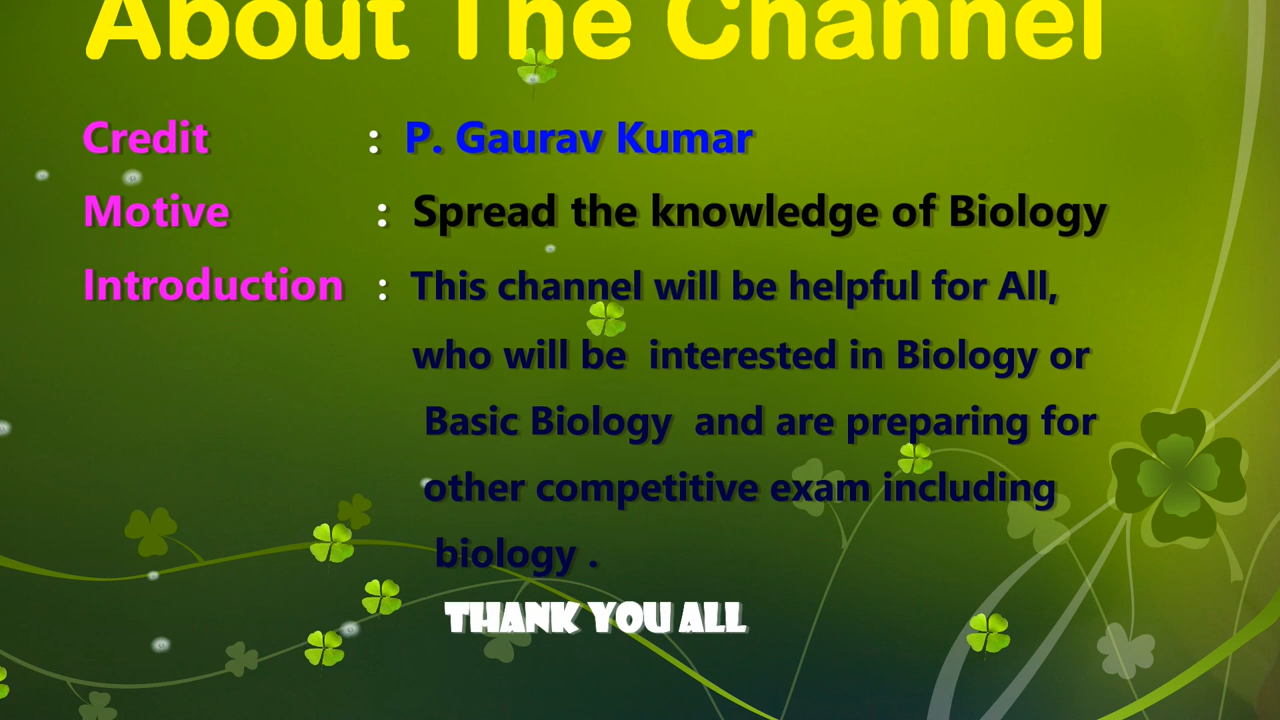 About The Channel
Credit : P. Gaurav Kumar
Motive : Spread the knowledge of Biology
Introduction : This channel will be helpful for All,
who will be interested in Biology or
Basic Biology and are preparing for
other competitive exam including
biology .
THANK YOU ALL